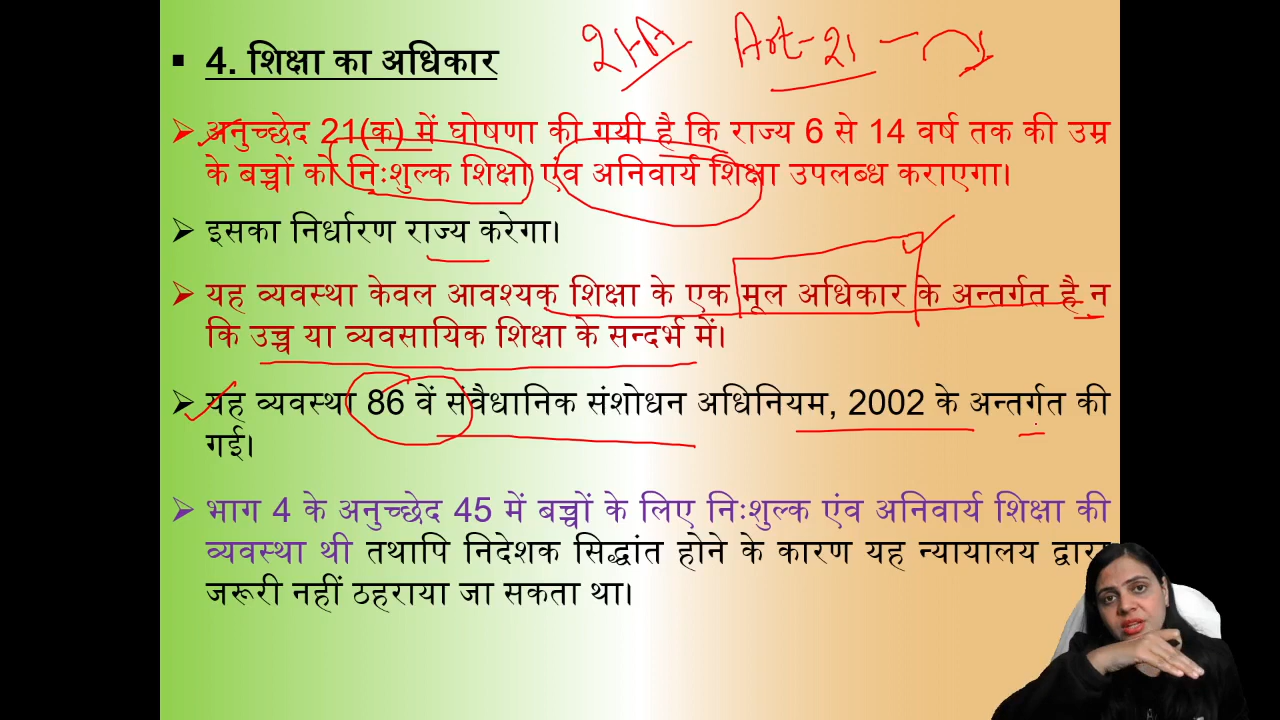 21-A Art-21 -
▪ 4. शिक्षा का अधिकार
➢ अनुच्छेद 21(क) में घोषणा की गयी है कि राज्य 6 से 14 वर्ष तक की उम्र
के बच्चों को निःशुल्क शिक्षा एंव अनिवार्य शिक्षा उपलब्ध कराएगा।
➢ इसका निर्धारण राज्य करेगा।
➢ यह व्यवस्था केवल आवश्यक शिक्षा के एक मूल अधिकार के अन्तर्गत है न
कि उच्च या व्यवसायिक शिक्षा के सन्दर्भ में।
➢ यह व्यवस्था 86 वें संवैधानिक संशोधन अधिनियम, 2002 के अन्तर्गत की
गई।
➢ भाग 4 के अनुच्छेद 45 में बच्चों के लिए निःशुल्क एंव अनिवार्य शिक्षा की
व्यवस्था थी तथापि निदेशक सिद्धांत होने के कारण यह न्यायालय द्वारा
जरूरी नहीं ठहराया जा सकता था।